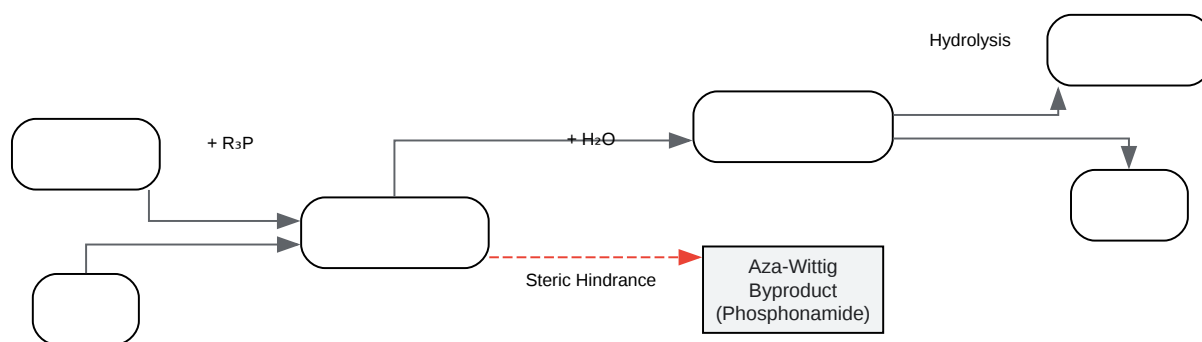 Hydrolysis
+ R₃P
+ H₂O
Steric Hindrance
Aza-Wittig
Byproduct
(Phosphonamide)